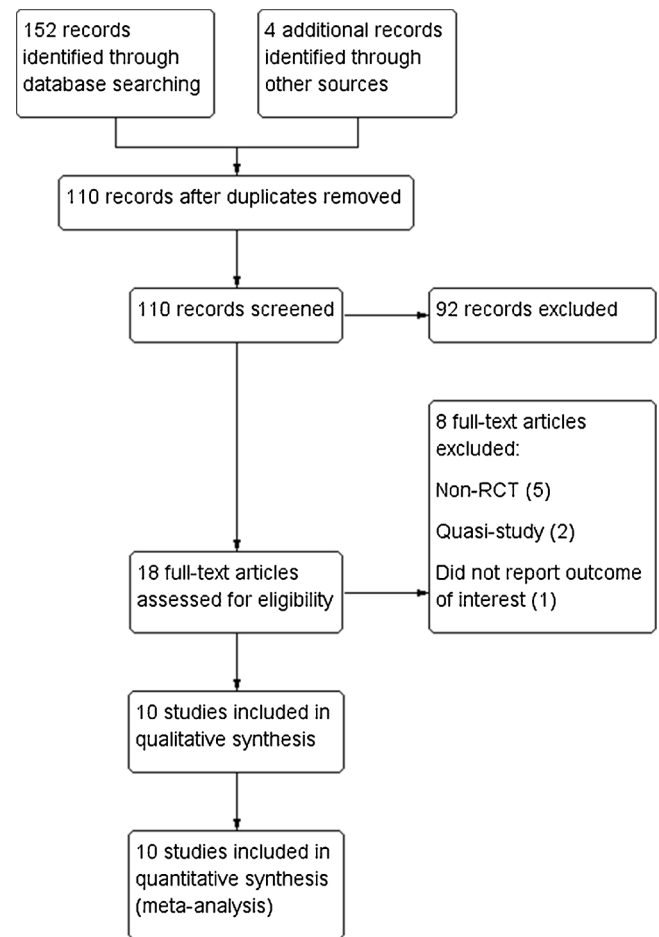 152 records
identified through
database searching
4 additional records
identified through
other sources
110 records after duplicates removed
110 records screened
92 records excluded
8 full-text articles
excluded:
Non-RCT (5)
Quasi-study (2)
Did not report outcome
of interest (1)
18 full-text articles
assessed for eligibility
10 studies included in
qualitative synthesis
10 studies included in
quantitative synthesis
(meta-analysis)